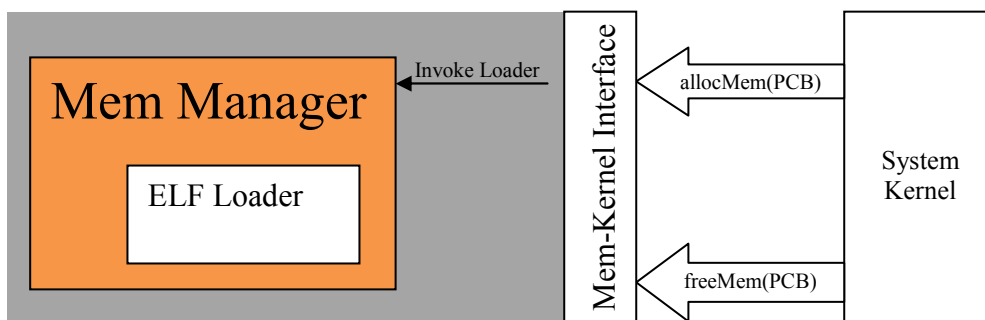 Mem Manager
ELF Loader
Invoke Loader
Mem-Kernel Interface
allocMem(PCB)
freeMem(PCB)
System
Kernel